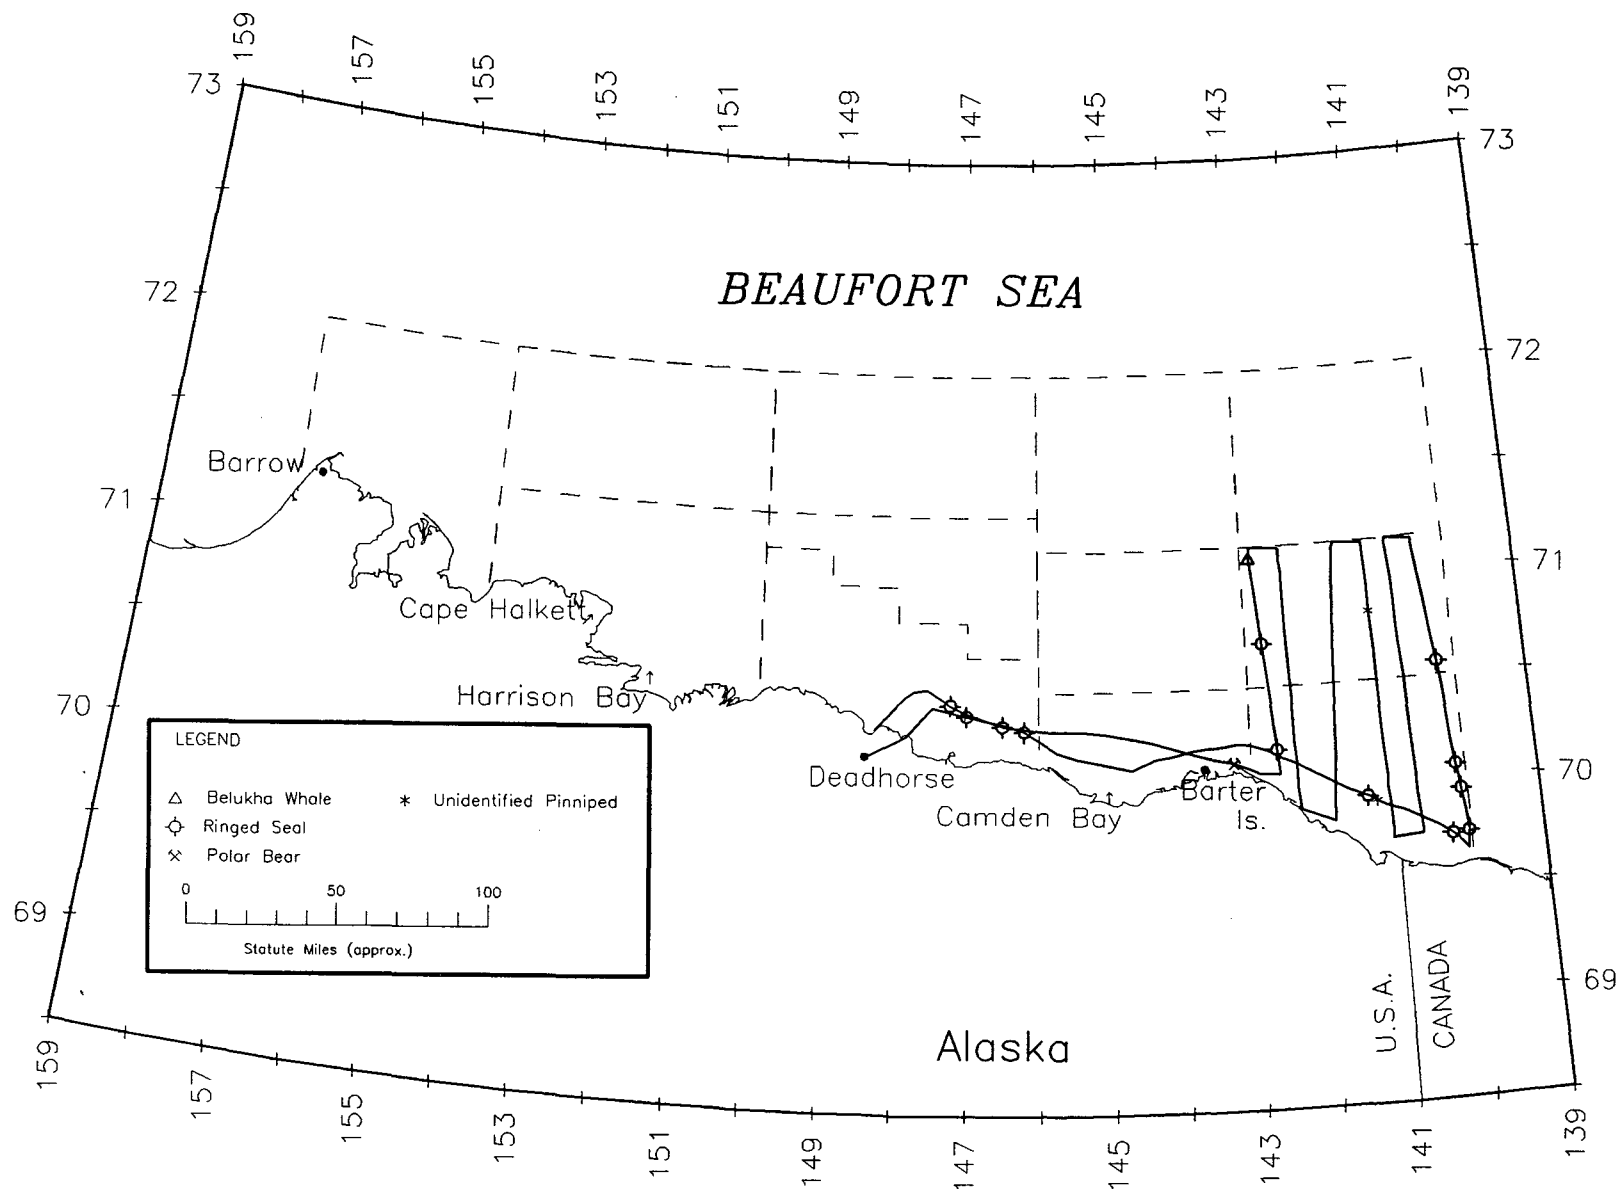 159
157
155
153
151
149
147
145
143
141
139
73
73
BEAUFORT SEA
72
72
Barrow
71
71
Cape Halkett
Harrison Bay
70
70
Deadhorse
Camden Bay
Barter
Is.
LEGEND
Belukha Whale
Unidentified Pinniped
Ringed Seal
Polar Bear
0 50 100
Statute Miles (approx.)
69
69
U.S.A.
CANADA
Alaska
159
157
155
153
151
149
147
145
143
141
139